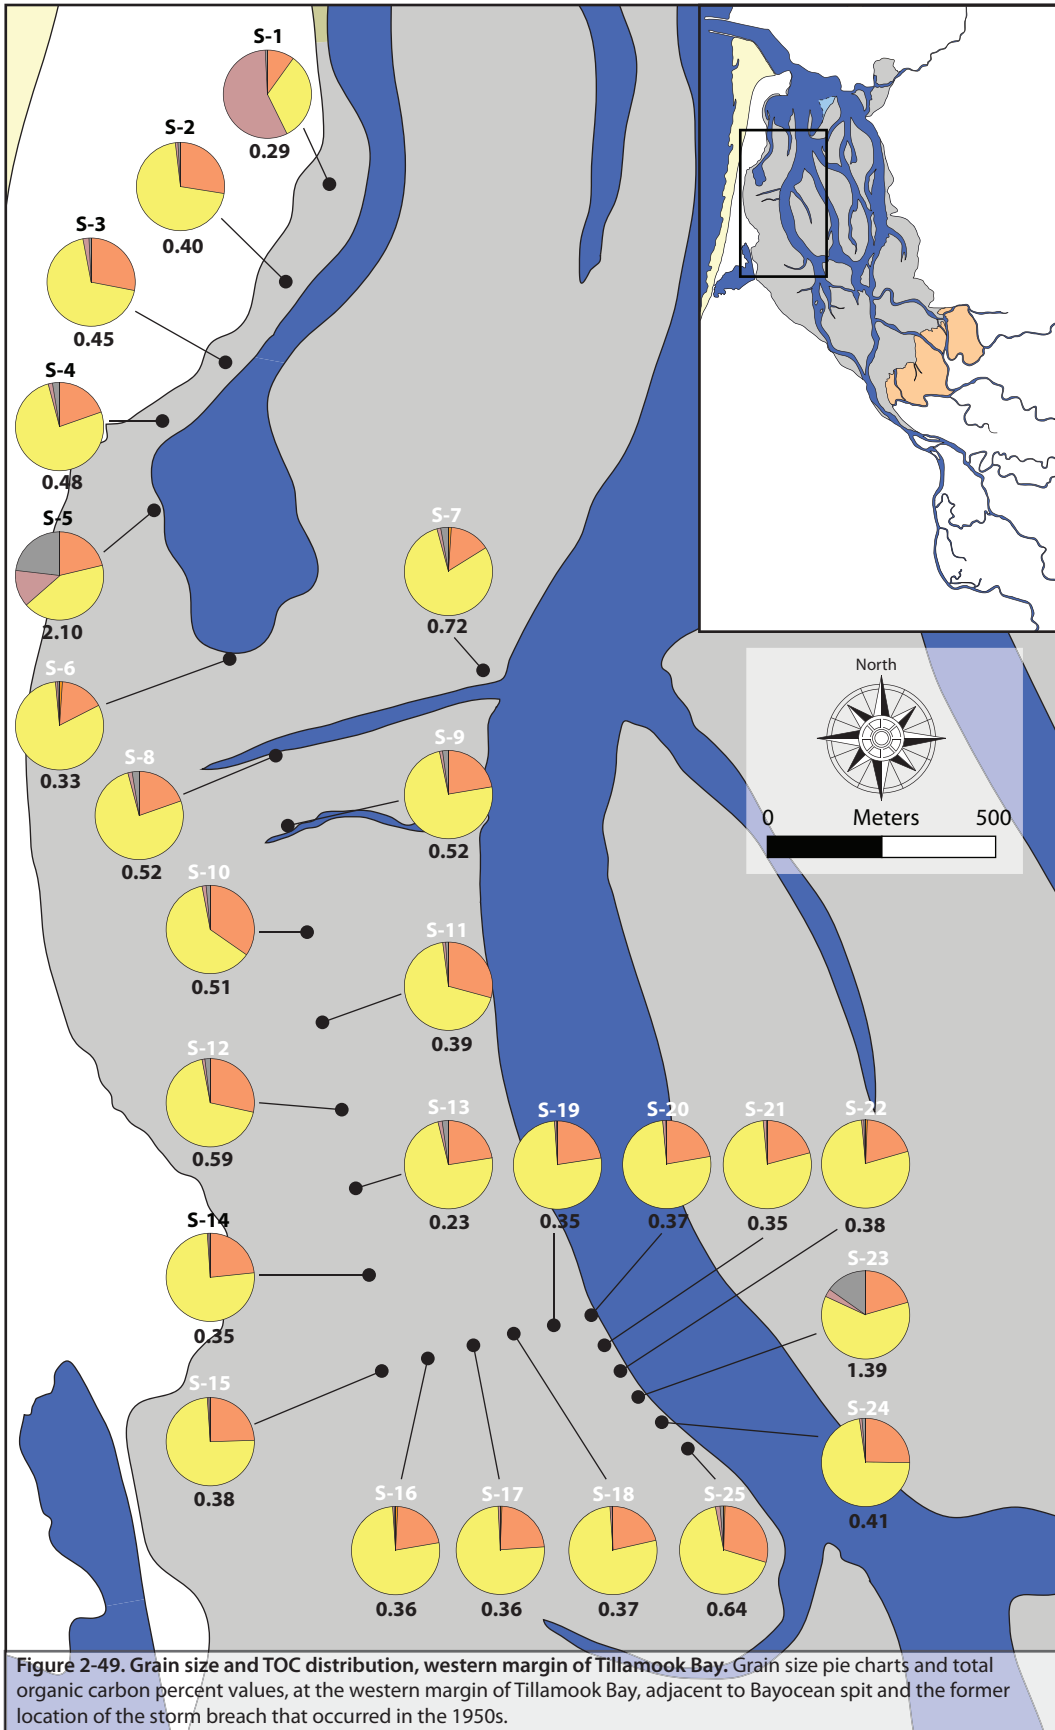 S-1
0.29
S-2
0.40
S-3
0.45
S-4
0.48
S-5
2.10
S-6
0.33
S-7
0.72
North
0 Meters 500
S-8
0.52
S-9
0.52
S-10
0.51
S-11
0.39
S-12
0.59
S-13
0.23
S-19
0.35
S-20
0.37
S-21
0.35
S-22
0.38
S-14
0.35
S-23
1.39
S-15
0.38
S-24
0.41
S-16
0.36
S-17
0.36
S-18
0.37
S-25
0.64
Figure 2-49. Grain size and TOC distribution, western margin of Tillamook Bay. Grain size pie charts and total
organic carbon percent values, at the western margin of Tillamook Bay, adjacent to Bayocean spit and the former
location of the storm breach that occurred in the 1950s.